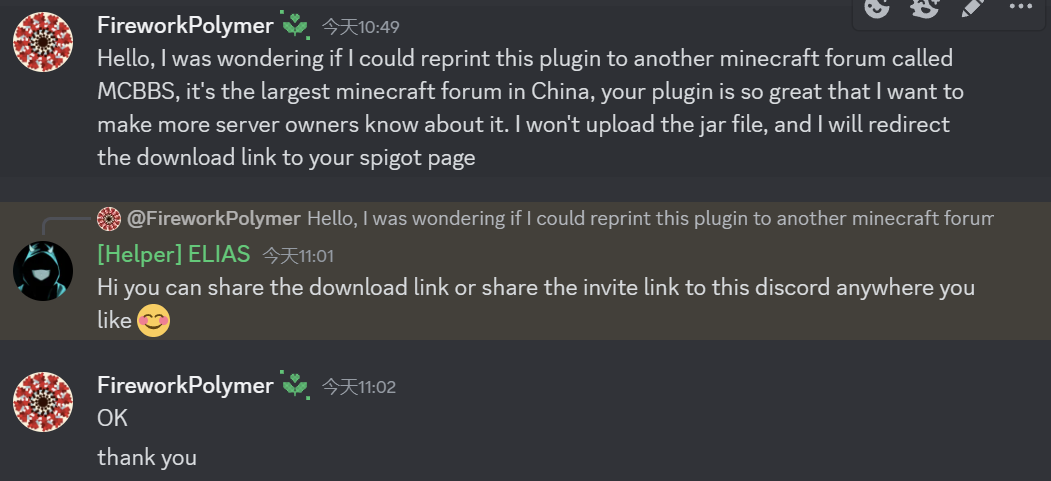 FireworkPolymer 今天10:49
Hello, I was wondering if I could reprint this plugin to another minecraft forum called
MCBBS, it's the largest minecraft forum in China, your plugin is so great that I want to
make more server owners know about it. I won't upload the jar file, and I will redirect
the download link to your spigot page
@FireworkPolymer Hello, I was wondering if I could reprint this plugin to another minecraft forum
[Helper] ELIAS 今天11:01
Hi you can share the download link or share the invite link to this discord anywhere you
like
FireworkPolymer 今天11:02
OK
thank you